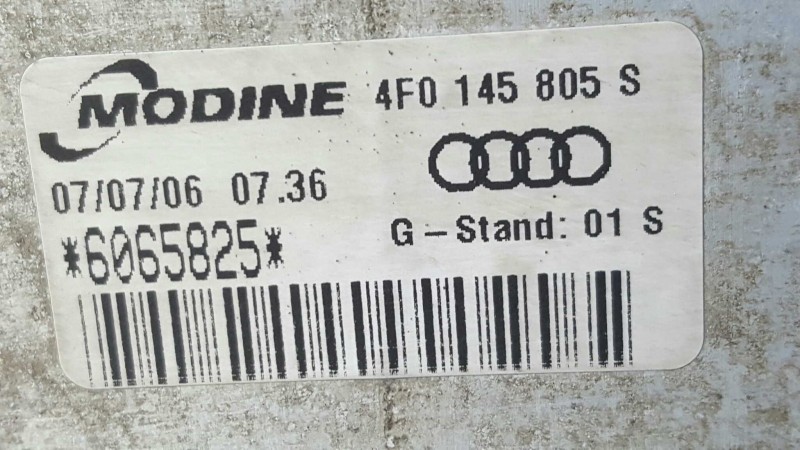 MODINE 4F0 145 805 S
07/07/06 07.36
*6065825*
G-Stand: 01 S